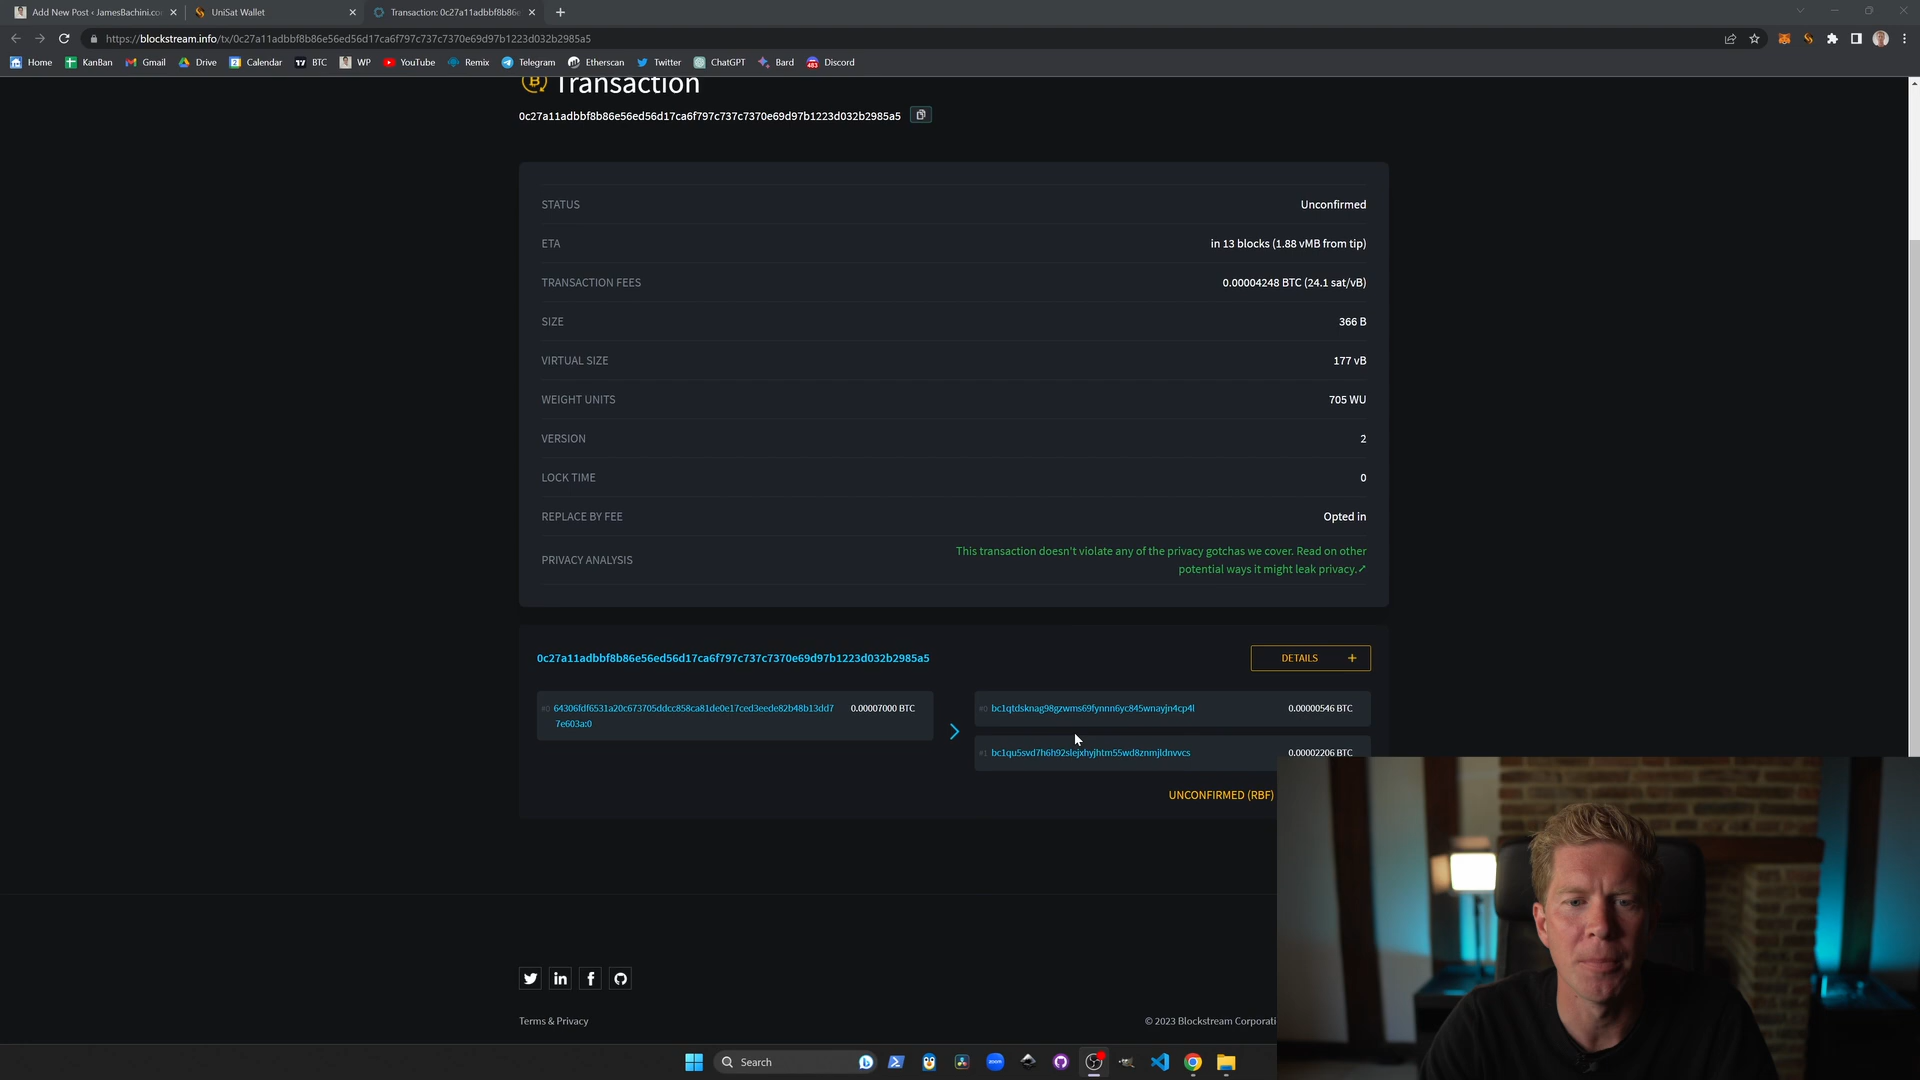 Add New Post ‹ JamesBachini.co
UniSat Wallet
Transaction: 0c27a11adbbf8b86e
https://blockstream.info/tx/0c27a11adbbf8b86e56ed56d17ca6f797c737c7370e69d97b1223d032b2985a5
Home KanBan Gmail Drive Calendar BTC WP YouTube Remix Telegram Etherscan Twitter ChatGPT Bard Discord
Transaction
0c27a11adbbf8b86e56ed56d17ca6f797c737c7370e69d97b1223d032b2985a5
STATUS Unconfirmed
ETA in 13 blocks (1.88 vMB from tip)
TRANSACTION FEES 0.00004248 BTC (24.1 sat/vB)
SIZE 366 B
VIRTUAL SIZE 177 vB
WEIGHT UNITS 705 WU
VERSION 2
LOCK TIME 0
REPLACE BY FEE Opted in
PRIVACY ANALYSIS This transaction doesn't violate any of the privacy gotchas we cover. Read on other
potential ways it might leak privacy.
0c27a11adbbf8b86e56ed56d17ca6f797c737c7370e69d97b1223d032b2985a5
DETAILS +
#0 64306fdf6531a20c673705ddcc858ca81de0e17ced3eede82b48b13dd7 0.00007000 BTC
7e603a:0
#0 bc1qtdsknag98gzwms69fynnn6yc845wnayjn4cp4l 0.00000546 BTC
#1 bc1qu5svd7h6h92slejxhyjhtm55wd8znmjldnvvcs 0.00002206 BTC
UNCONFIRMED (RBF)
Terms & Privacy
© 2023 Blockstream Corporati
Search